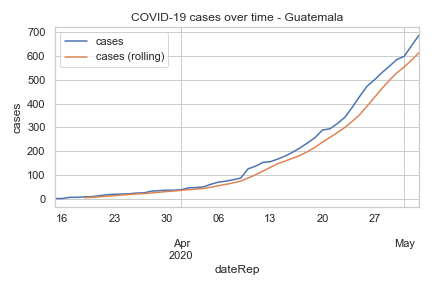 COVID-19 cases over time - Guatemala
700
600
500
400
300
200
100
0
cases
cases
cases (rolling)
16
23
30
06
13
20
27
Apr
2020
May
dateRep